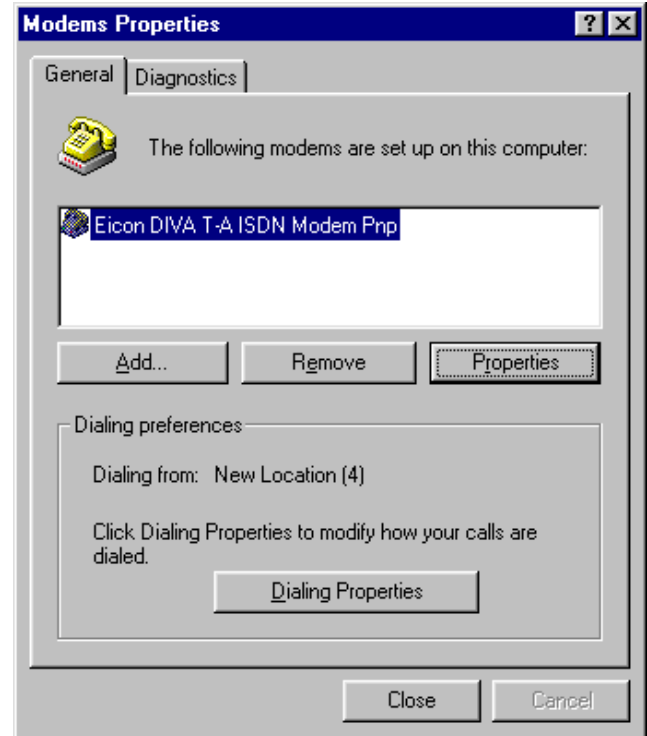 Modems Properties
General
Diagnostics
The following modems are set up on this computer:
Eicon DIVA T-A ISDN Modem Pnp
Add...
Remove
Properties
Dialing preferences
Dialing from: New Location (4)
Click Dialing Properties to modify how your calls are
dialed.
Dialing Properties
Close
Cancel